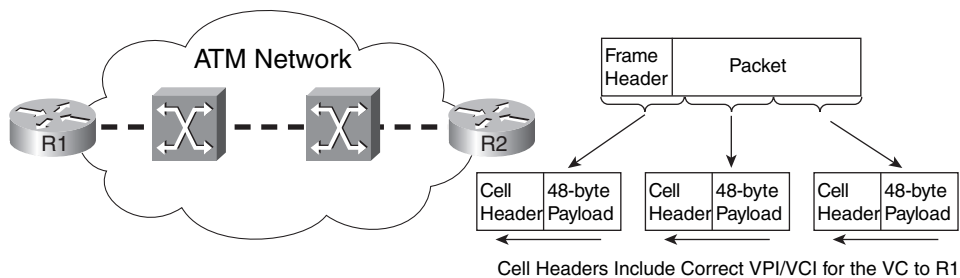 ATM Network
R1
R2
Frame
Header
Packet
Cell
Header
48-byte
Payload
Cell
Header
48-byte
Payload
Cell
Header
48-byte
Payload
Cell Headers Include Correct VPI/VCI for the VC to R1